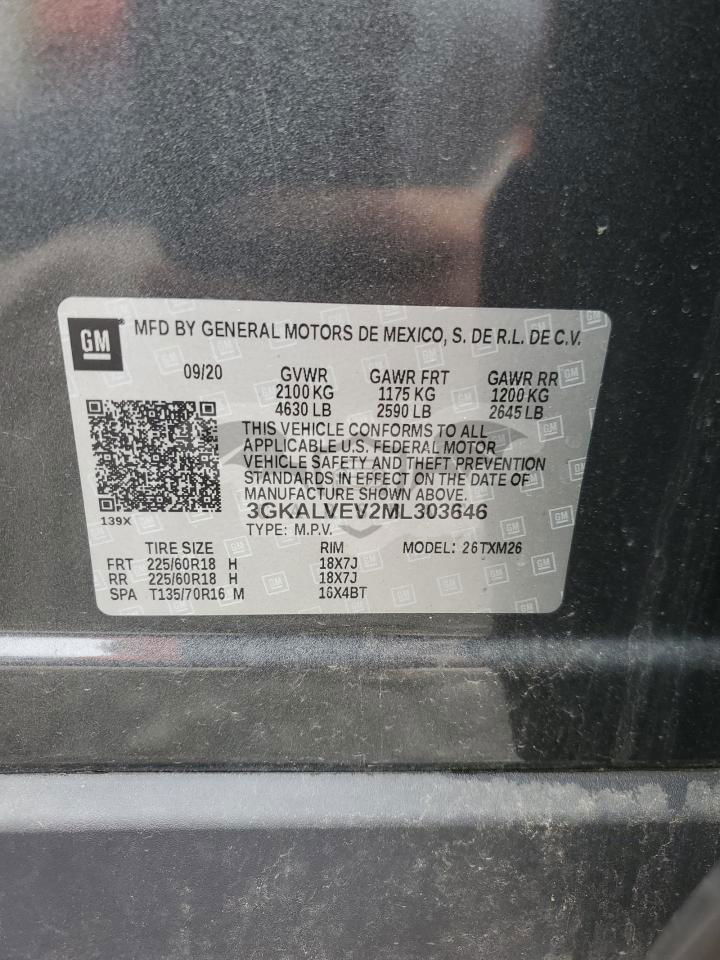 GM ® MFD BY GENERAL MOTORS DE MEXICO, S. DE R.L. DE C.V.
09/20 GVWR GAWR FRT GAWR RR
2100 KG 1175 KG 1200 KG
4630 LB 2590 LB 2645 LB
THIS VEHICLE CONFORMS TO ALL
APPLICABLE U.S. FEDERAL MOTOR
VEHICLE SAFETY AND THEFT PREVENTION
STANDARDS IN EFFECT ON THE DATE OF
MANUFACTURE SHOWN ABOVE.
139X 3GKALVEV2ML303646
TYPE: M.P.V.
TIRE SIZE RIM MODEL: 26TXM26
FRT 225/60R18 H 18X7J
RR 225/60R18 H 18X7J
SPA T135/70R16 M 16X4BT